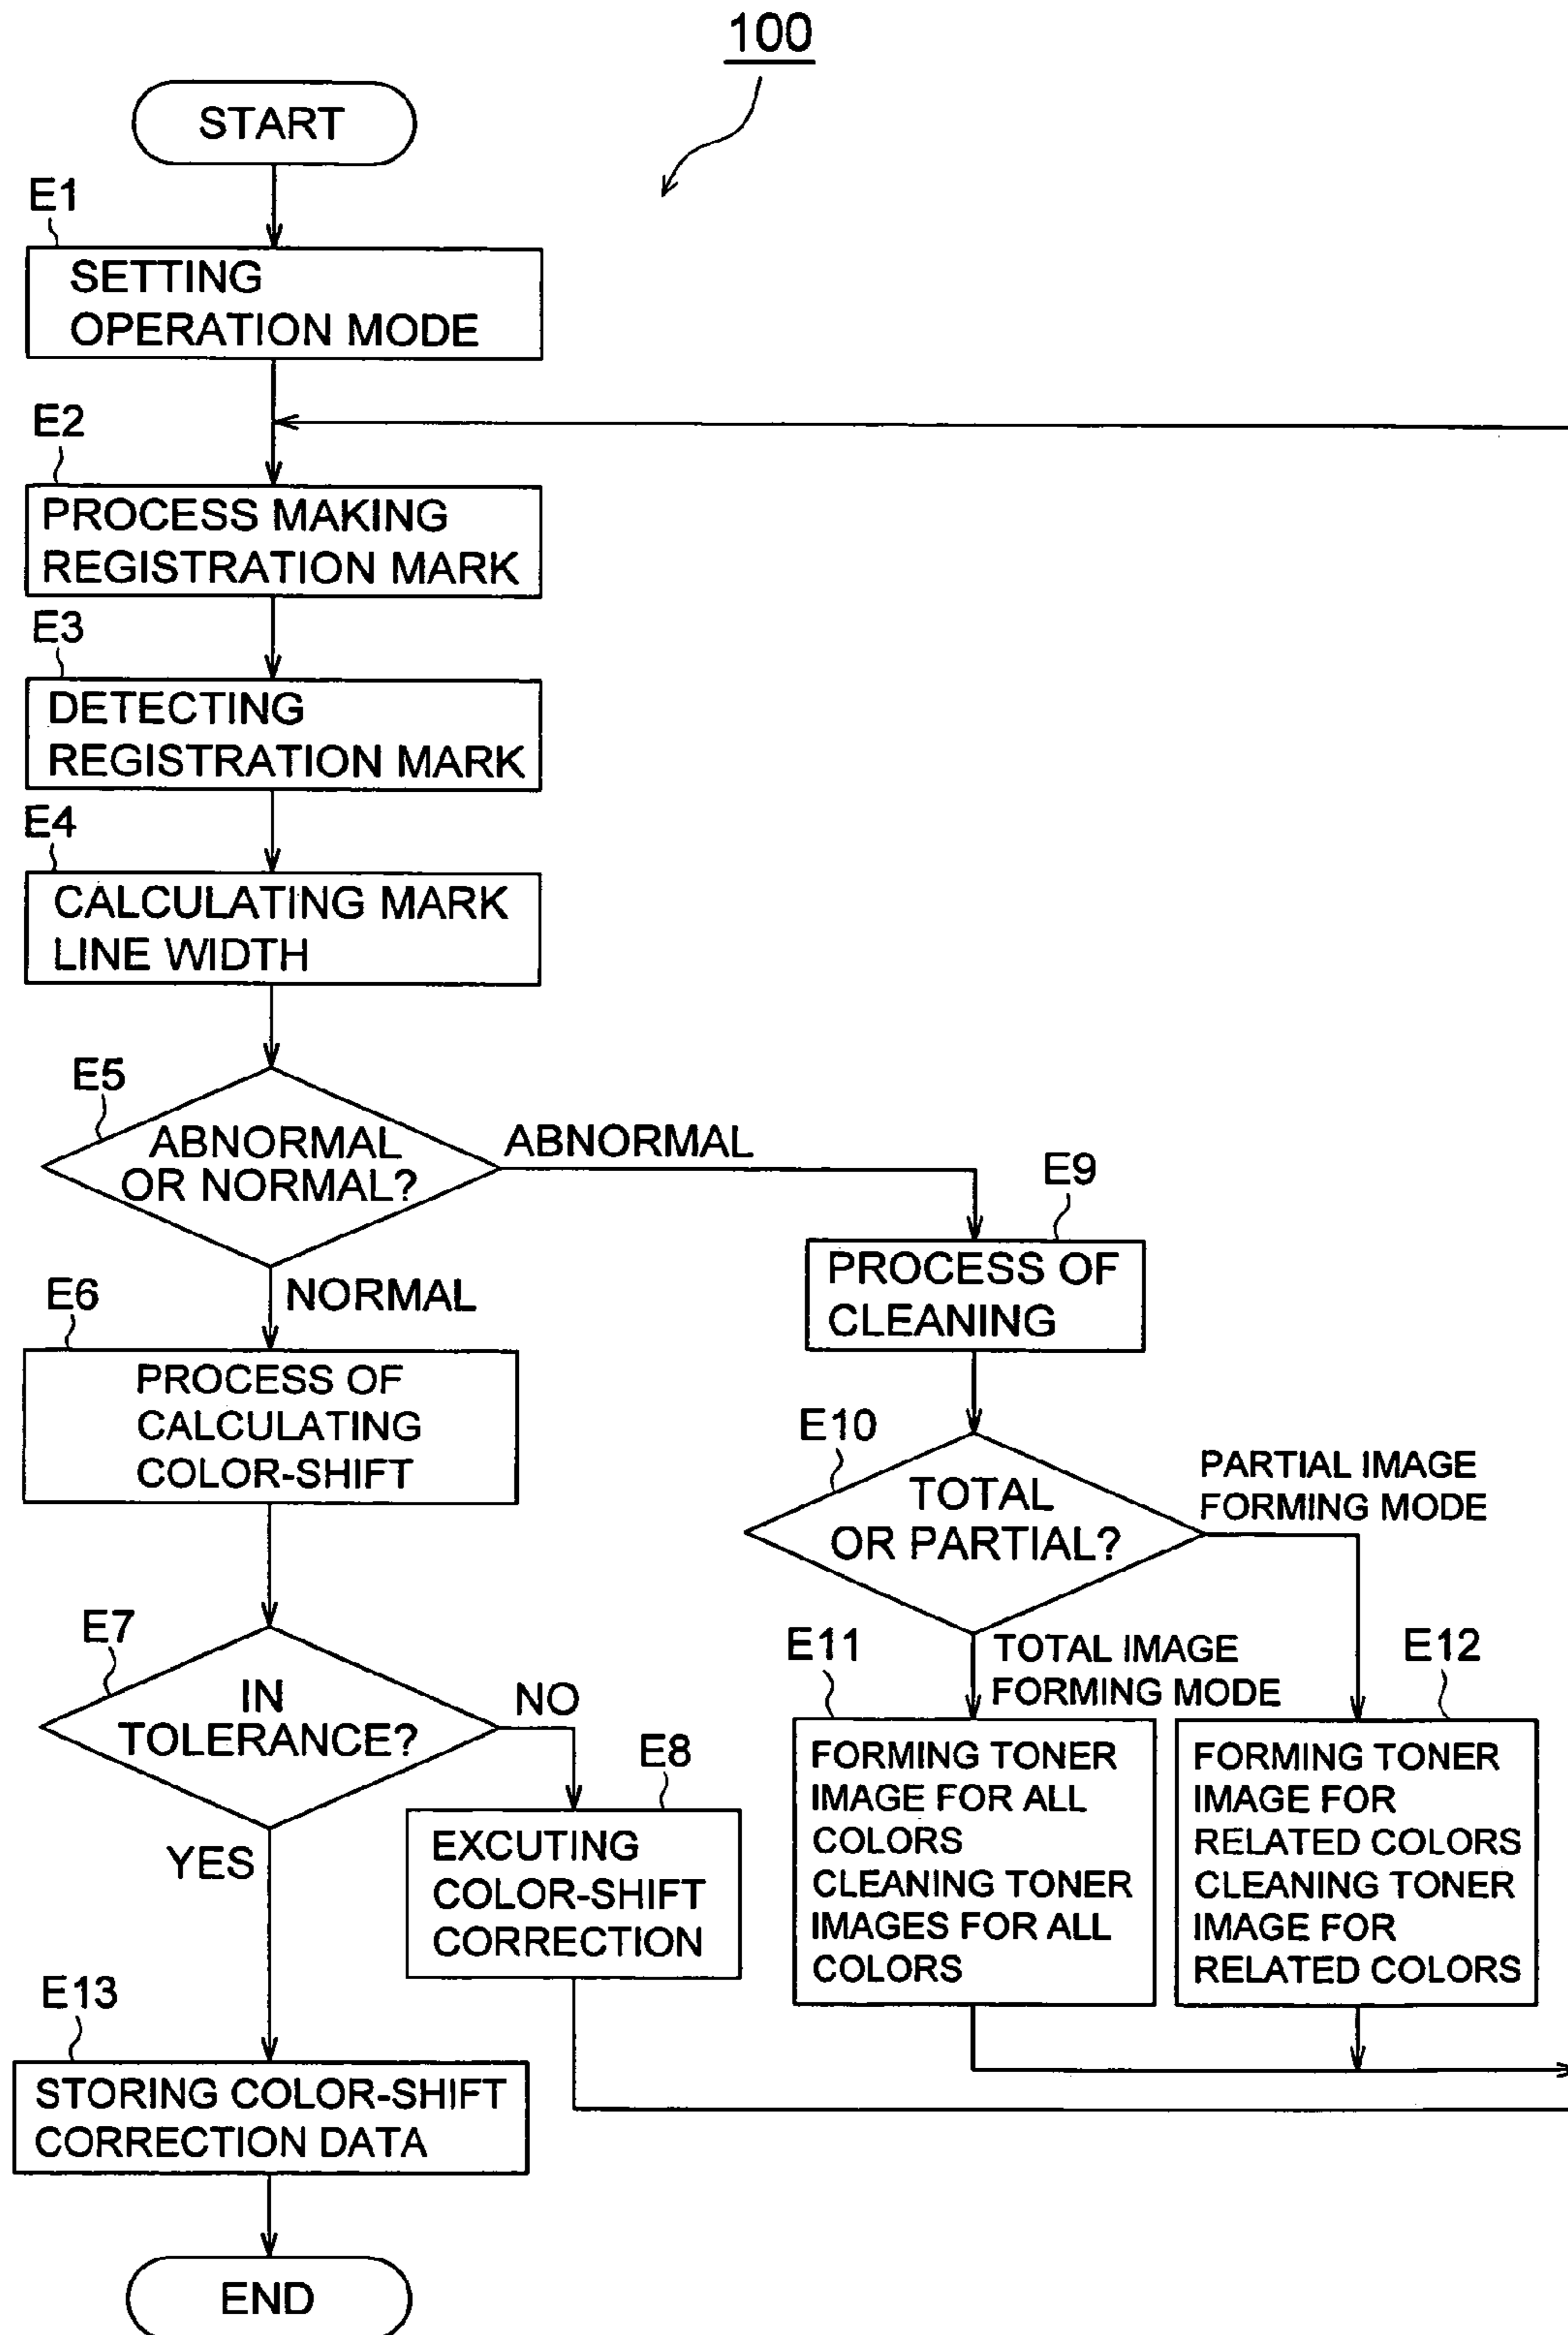 100
START
E1
SETTING
OPERATION MODE
E2
PROCESS MAKING
REGISTRATION MARK
E3
DETECTING
REGISTRATION MARK
E4
CALCULATING MARK
LINE WIDTH
E5
ABNORMAL
OR NORMAL?
ABNORMAL
NORMAL
E6
PROCESS OF
CALCULATING
COLOR-SHIFT
E7
IN
TOLERANCE?
NO
YES
E8
EXCUTING
COLOR-SHIFT
CORRECTION
E9
PROCESS OF
CLEANING
E10
TOTAL
OR PARTIAL?
PARTIAL IMAGE
FORMING MODE
TOTAL IMAGE
FORMING MODE
E11
FORMING TONER
IMAGE FOR ALL
COLORS
CLEANING TONER
IMAGES FOR ALL
COLORS
E12
FORMING TONER
IMAGE FOR
RELATED COLORS
CLEANING TONER
IMAGE FOR
RELATED COLORS
E13
STORING COLOR-SHIFT
CORRECTION DATA
END